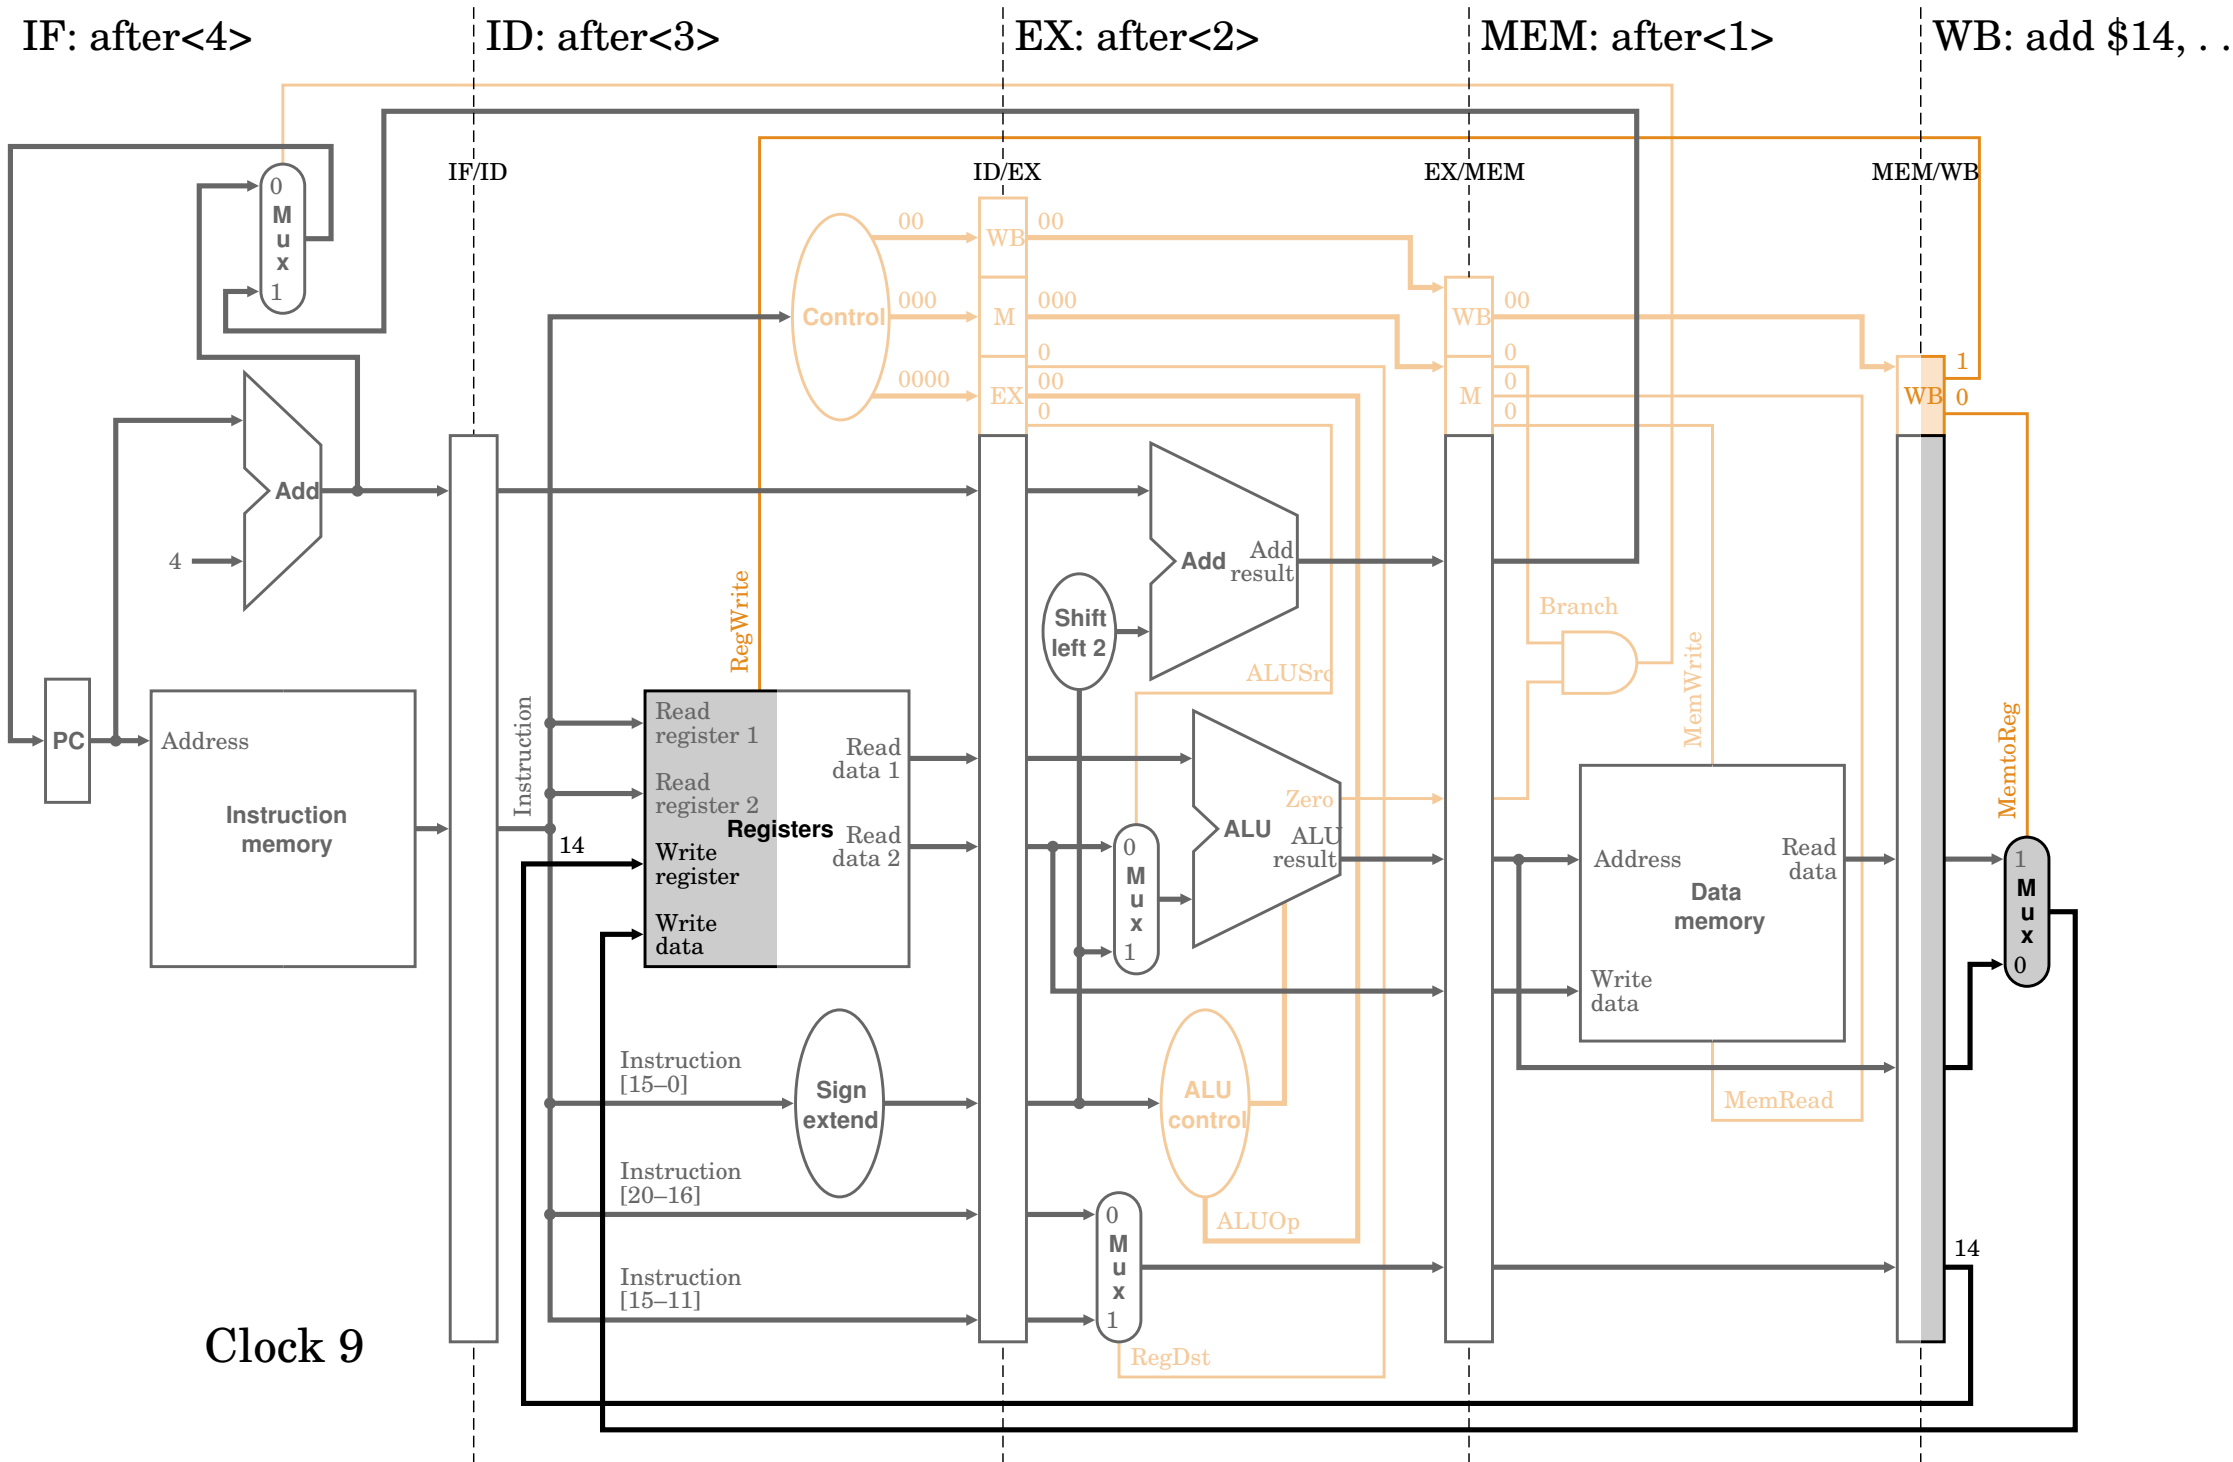 IF: after<4>
ID: after<3>
EX: after<2>
MEM: after<1>
WB: add $14, . .
IF/ID
ID/EX
EX/MEM
MEM/WB
0
M
u
x
1
Control
00
000
0000
WB
M
EX
00
000
0
00
0
WB
M
00
0
0
0
WB
1
0
Add
4
RegWrite
Shift
left 2
Add
Add
result
Branch
ALUSrc
MemWrite
MemtoReg
PC
Address
Instruction
memory
Instruction
Read
register 1
Read
register 2
Registers
Write
register
Write
data
Read
data 1
Read
data 2
14
0
M
u
x
1
Zero
ALU
ALU
result
Address
Read
data
Data
memory
Write
data
1
M
u
x
0
Instruction
[15–0]
Sign
extend
ALU
control
MemRead
Instruction
[20–16]
ALUOp
0
M
u
x
1
14
Instruction
[15–11]
RegDst
Clock 9